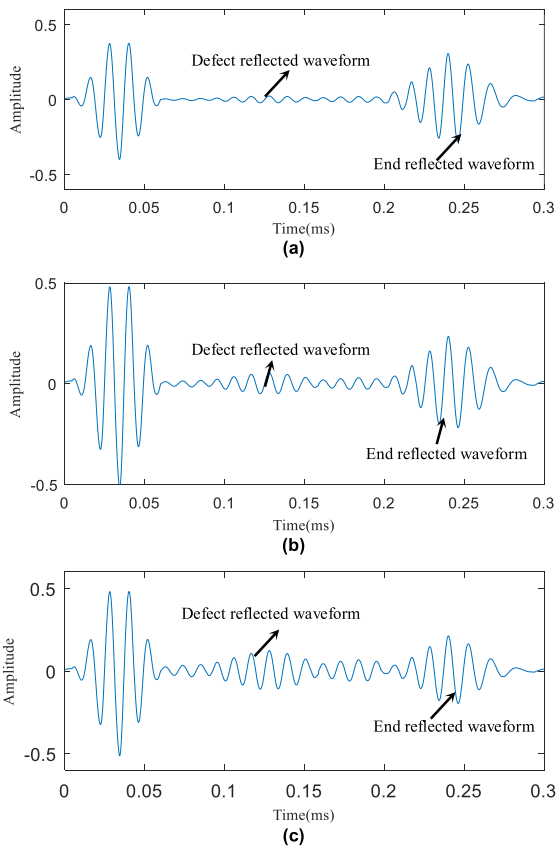 0.5
Defect reflected waveform
Amplitude
0
End reflected waveform
-0.5
0 0.05 0.1 0.15 0.2 0.25 0.3
Time(ms)
(a)
0.5
Defect reflected waveform
Amplitude
0
End reflected waveform
-0.5
0 0.05 0.1 0.15 0.2 0.25 0.3
Time(ms)
(b)
0.5
Defect reflected waveform
Amplitude
0
End reflected waveform
-0.5
0 0.05 0.1 0.15 0.2 0.25 0.3
Time(ms)
(c)